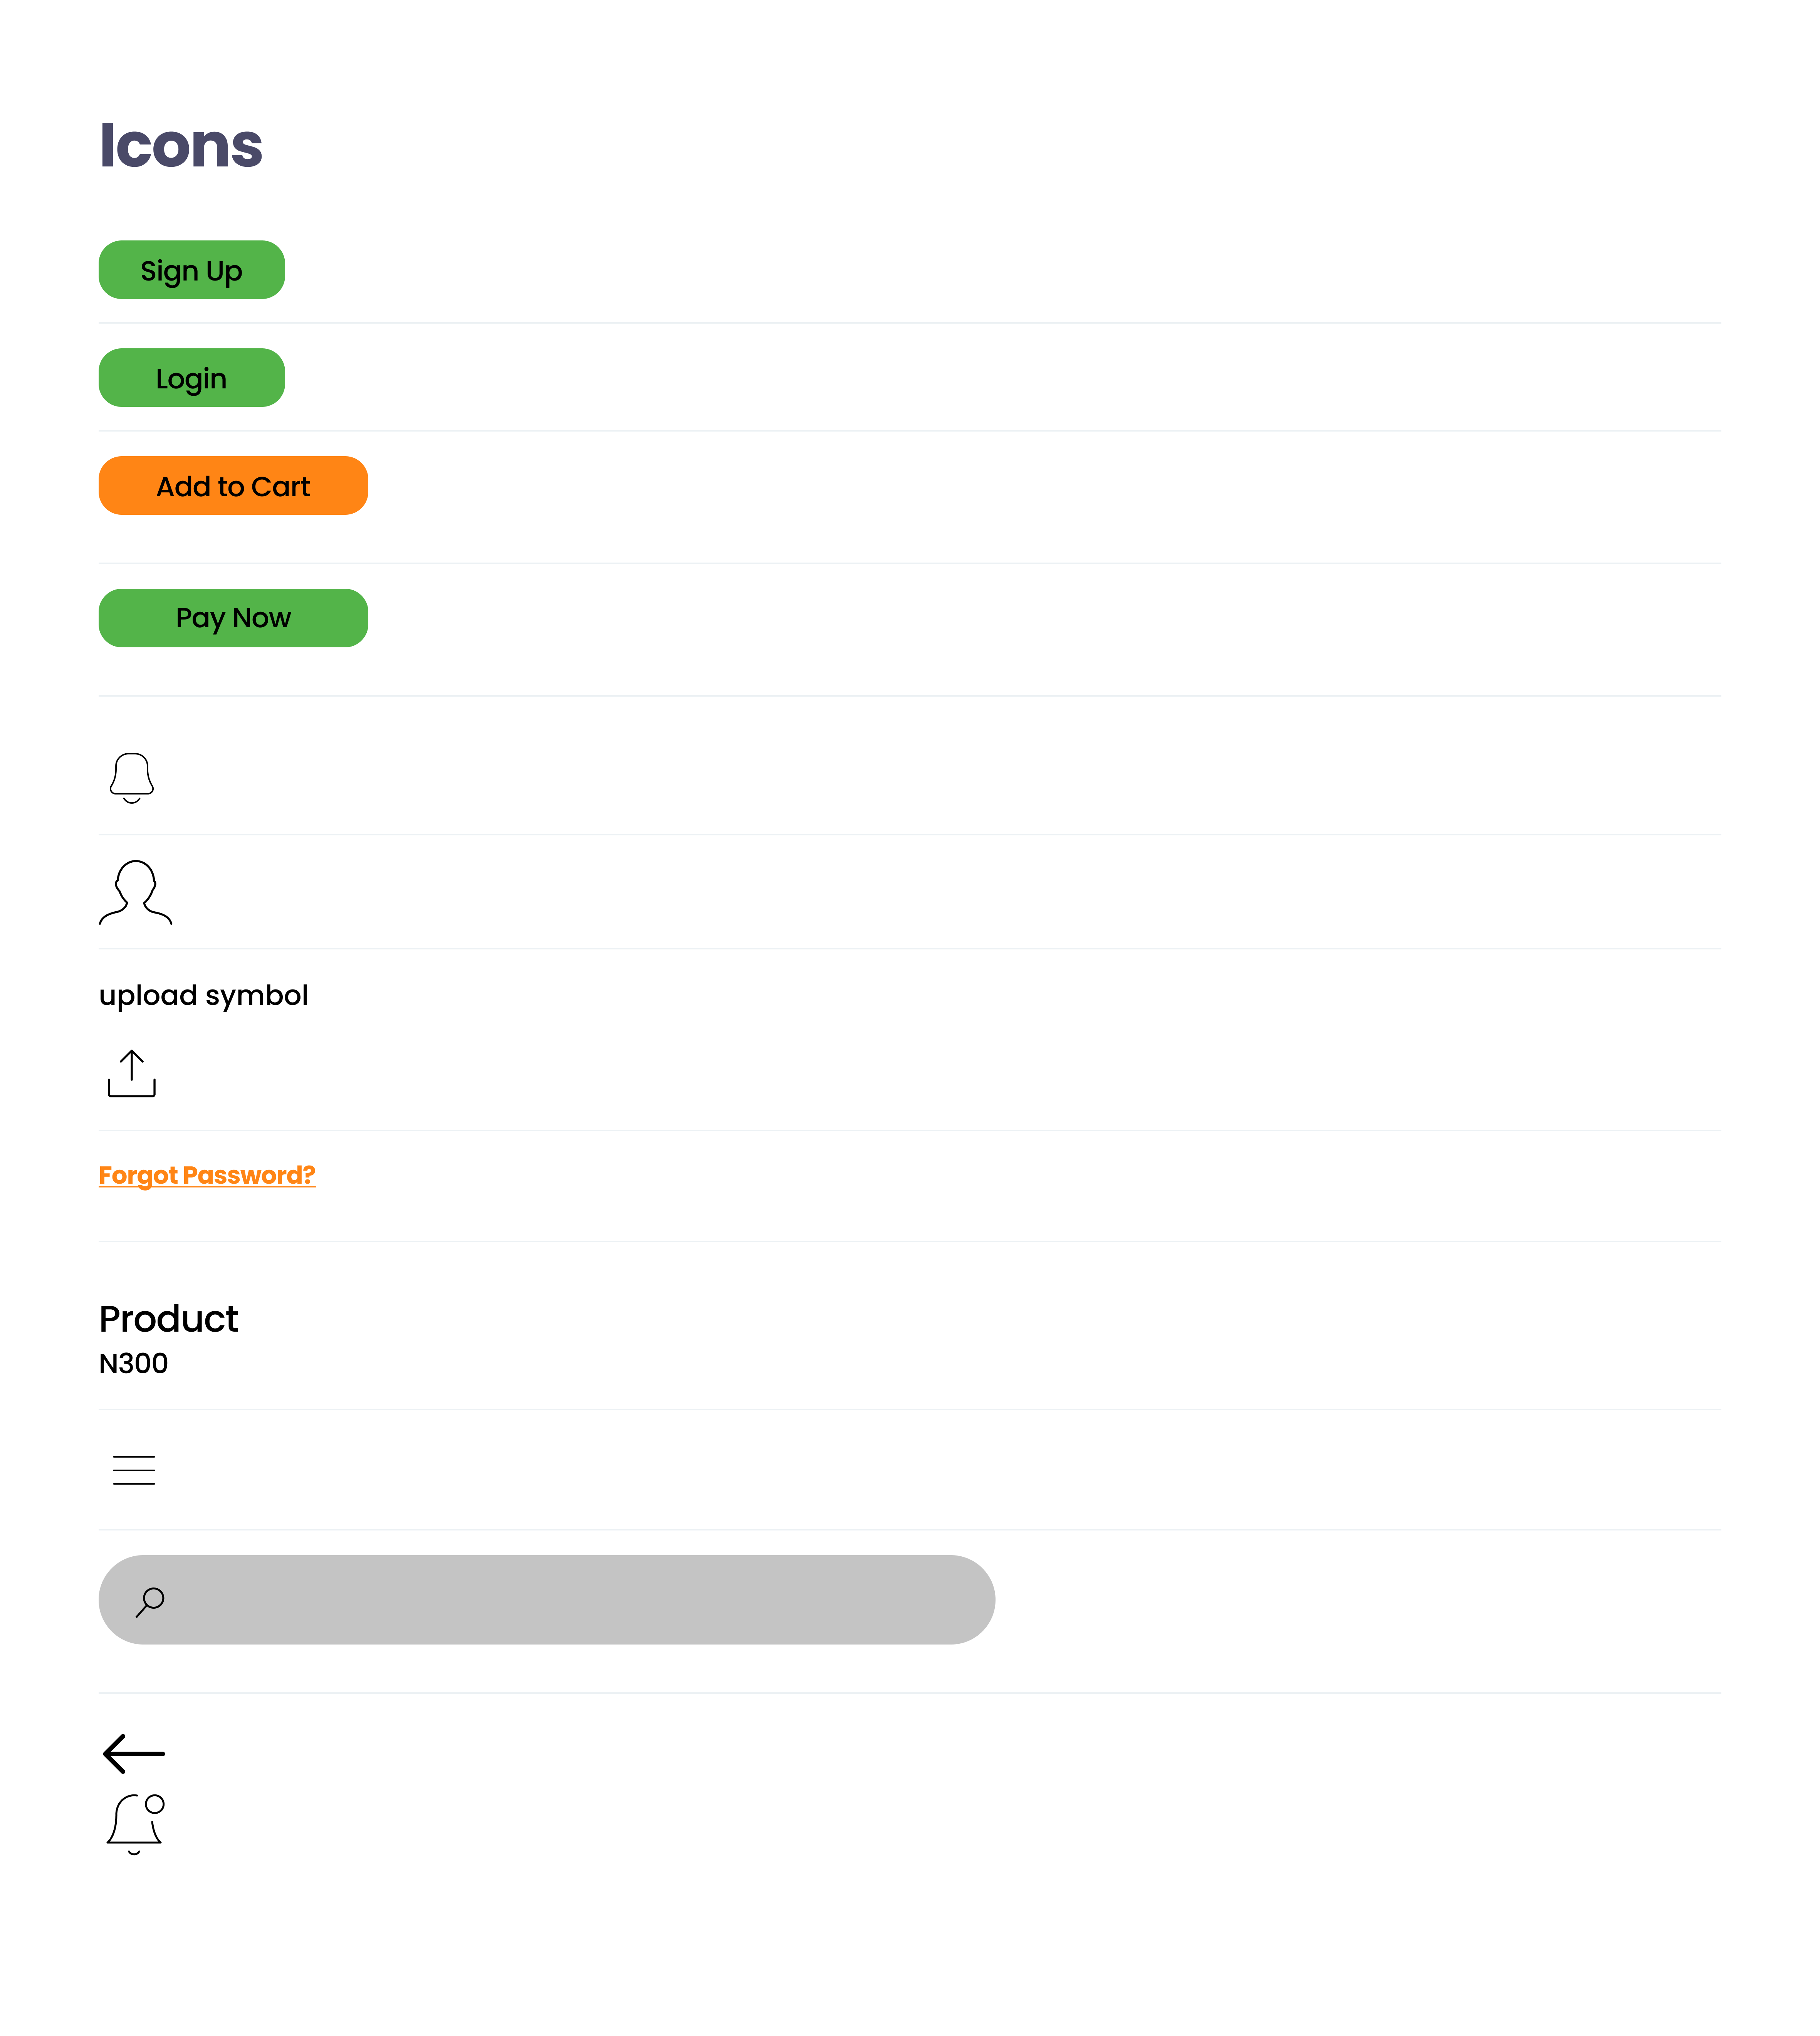 Icons
Sign Up
Login
Add to Cart
Pay Now
upload symbol
Forgot Password?
Product
N300